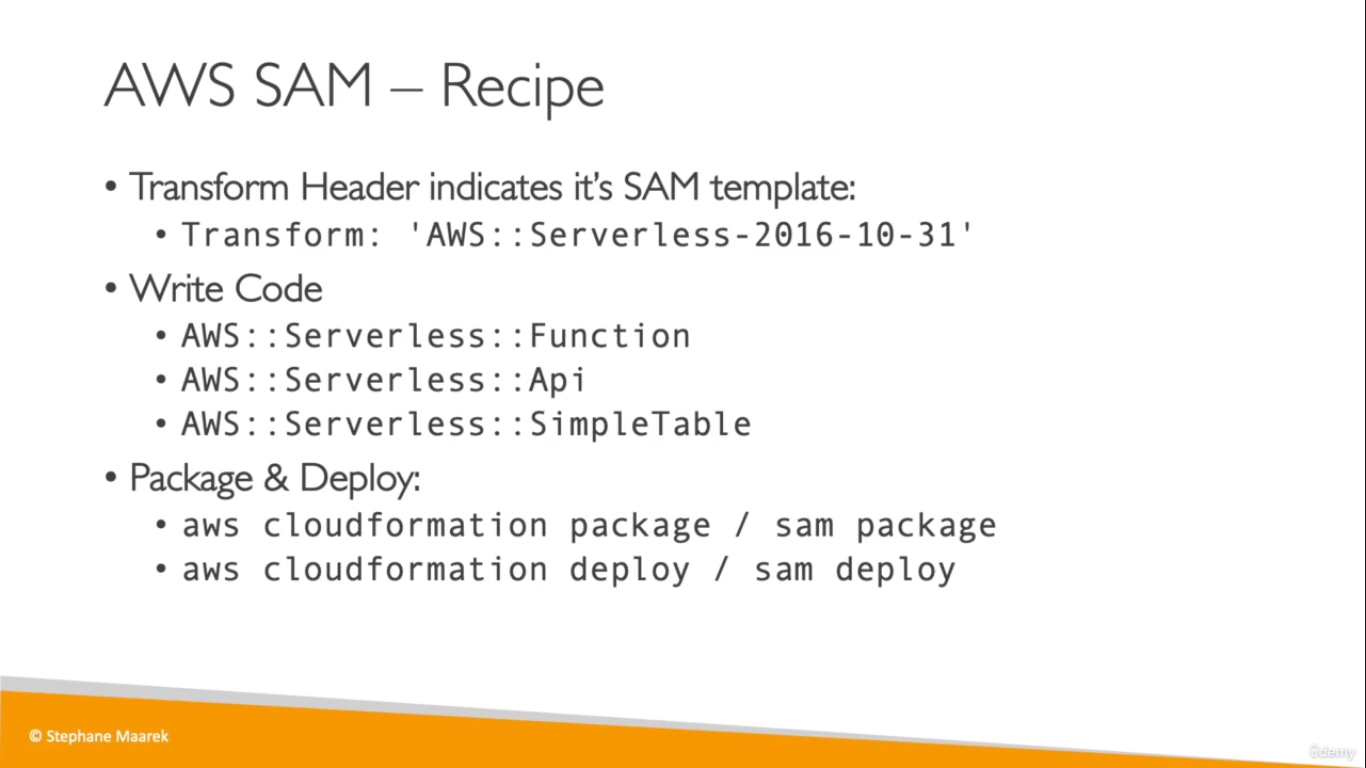 AWS SAM – Recipe
• Transform Header indicates it's SAM template:
• Transform: 'AWS::Serverless-2016-10-31'
• Write Code
• AWS::Serverless::Function
• AWS::Serverless::Api
• AWS::Serverless::SimpleTable
• Package & Deploy:
• aws cloudformation package / sam package
• aws cloudformation deploy / sam deploy
© Stephane Maarek
ûdemy